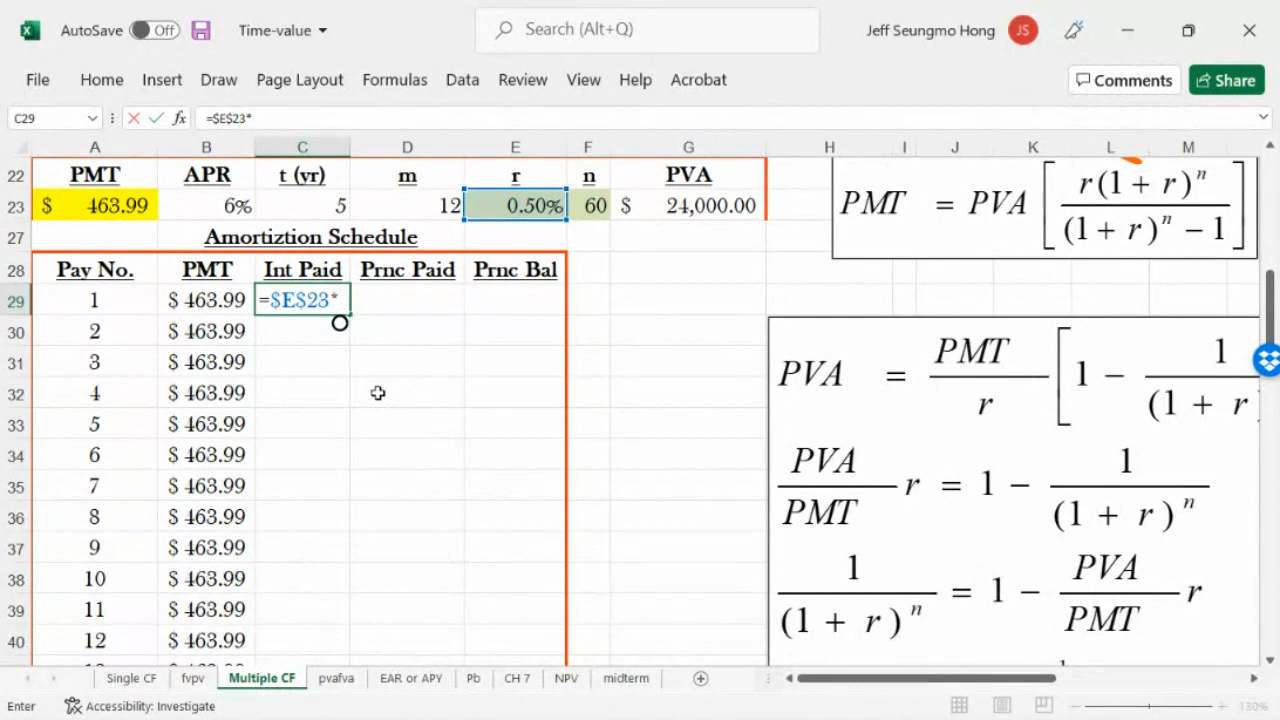 AutoSave Off Time-value Search (Alt+Q) Jeff Seungmo Hong JS
File Home Insert Draw Page Layout Formulas Data Review View Help Acrobat Comments Share
C29 fx =$E$23*
A B C D E F G H I J K L M
22 PMT APR t (yr) m r n PVA
23 $ 463.99 6% 5 12 0.50% 60 $ 24,000.00
27 Amortiztion Schedule
28 Pay No. PMT Int Paid Prnc Paid Prnc Bal
29 1 $ 463.99 =$E$23*
30 2 $ 463.99
31 3 $ 463.99
32 4 $ 463.99
33 5 $ 463.99
34 6 $ 463.99
35 7 $ 463.99
36 8 $ 463.99
37 9 $ 463.99
38 10 $ 463.99
39 11 $ 463.99
40 12 $ 463.99
PMT = PVA [ r(1 + r)^n / (1 + r)^n − 1 ]
PVA = PMT / r [ 1 − 1 / (1 + r
PVA / PMT r = 1 − 1 / (1 + r)^n
1 / (1 + r)^n = 1 − PVA / PMT r
Single CF fvpv Multiple CF pvafva EAR or APY Pb CH 7 NPV midterm
Enter Accessibility: Investigate 130%